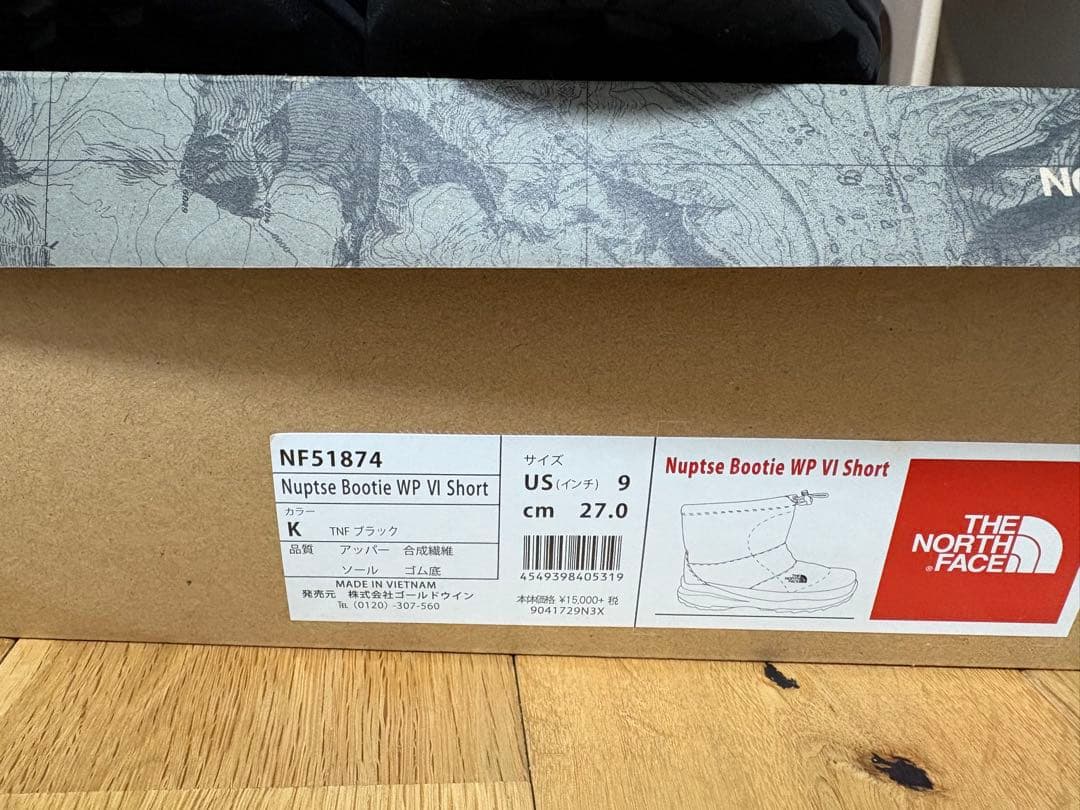 NF51874
Nuptse Bootie WP VI Short
カラー
K TNF ブラック
品質 アッパー 合成繊維
ソール ゴム底
MADE IN VIETNAM
発売元 株式会社ゴールドウイン
TEL (0120) -307-560
サイズ
US (インチ) 9
cm 27.0
4549398405319
本体価格 ¥15,000+ 税
9041729N3X
Nuptse Bootie WP VI Short
THE
NORTH
FACE